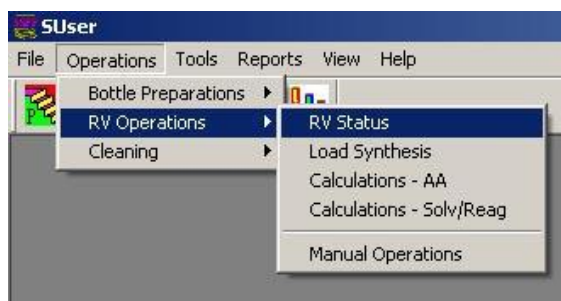 SUser
File Operations Tools Reports View Help
P
Bottle Preparations
RV Operations RV Status
Cleaning Load Synthesis
Calculations - AA
Calculations - Solv/Reag
Manual Operations